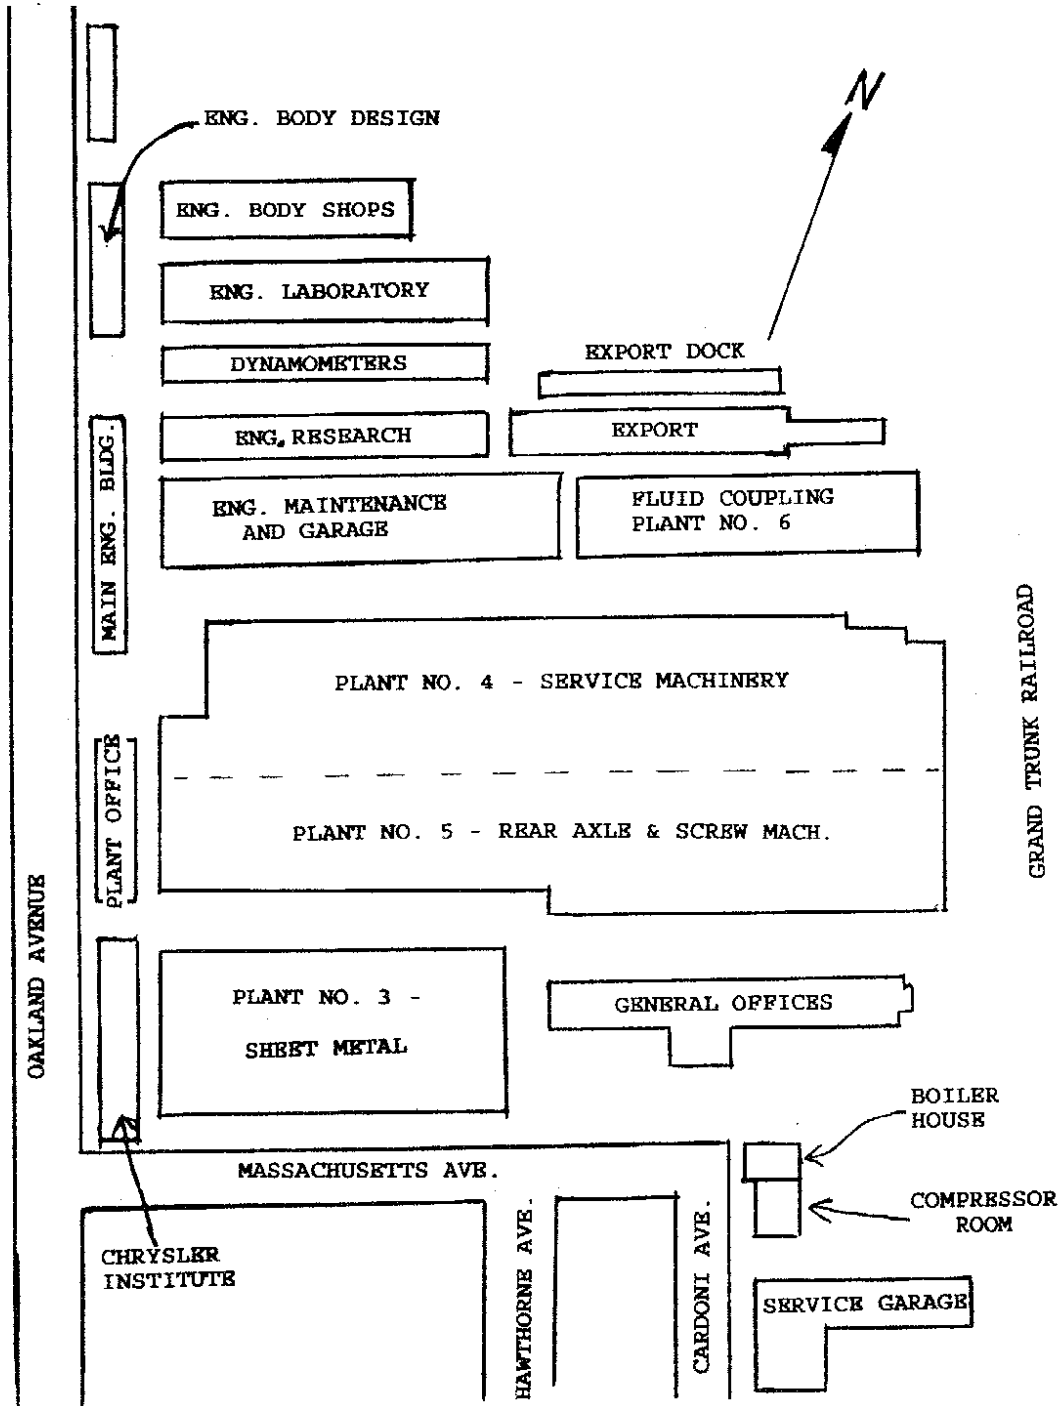 N
ENG. BODY DESIGN
ENG. BODY SHOPS
ENG. LABORATORY
EXPORT DOCK
DYNAMOMETERS
ENG. RESEARCH
EXPORT
MAIN ENG. BLDG.
ENG. MAINTENANCE
AND GARAGE
FLUID COUPLING
PLANT NO. 6
GRAND TRUNK RAILROAD
PLANT NO. 4 - SERVICE MACHINERY
PLANT OFFICE
PLANT NO. 5 - REAR AXLE & SCREW MACH.
OAKLAND AVENUE
PLANT NO. 3 -
SHEET METAL
GENERAL OFFICES
BOILER
HOUSE
MASSACHUSETTS AVE.
COMPRESSOR
ROOM
CHRYSLER
INSTITUTE
HAWTHORNE AVE.
CARDONI AVE.
SERVICE GARAGE